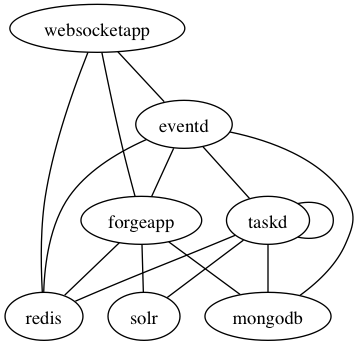 websocketapp
eventd
forgeapp
taskd
redis
solr
mongodb